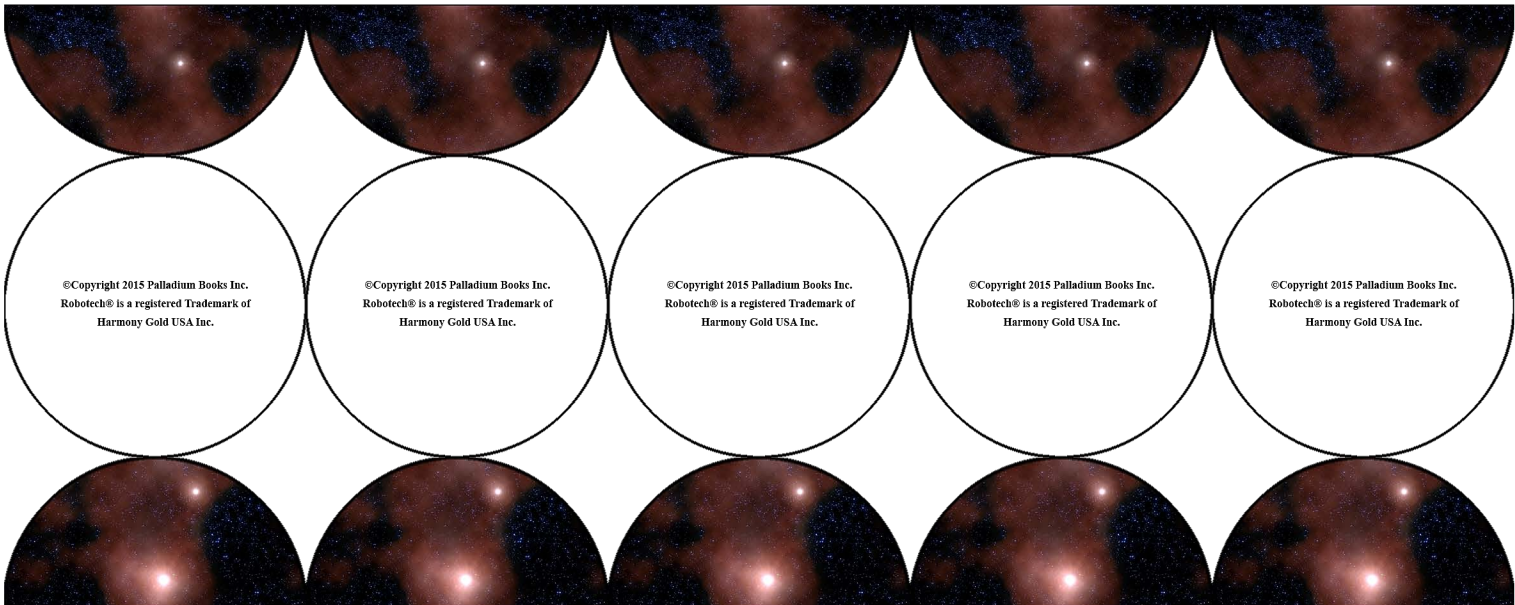 ©Copyright 2015 Palladium Books Inc.
Robotech® is a registered Trademark of
Harmony Gold USA Inc.
©Copyright 2015 Palladium Books Inc.
Robotech® is a registered Trademark of
Harmony Gold USA Inc.
©Copyright 2015 Palladium Books Inc.
Robotech® is a registered Trademark of
Harmony Gold USA Inc.
©Copyright 2015 Palladium Books Inc.
Robotech® is a registered Trademark of
Harmony Gold USA Inc.
©Copyright 2015 Palladium Books Inc.
Robotech® is a registered Trademark of
Harmony Gold USA Inc.